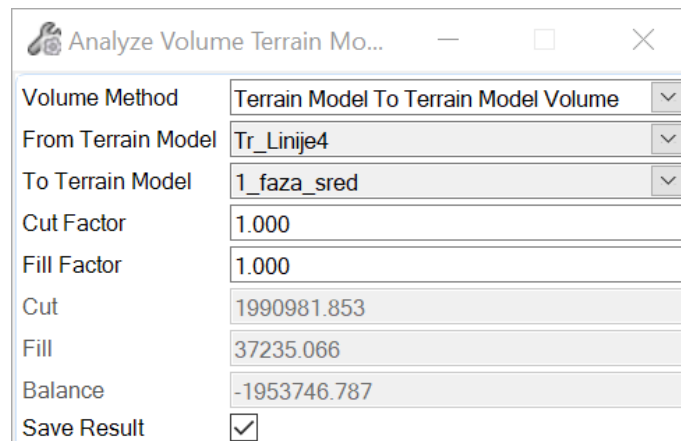 Analyze Volume Terrain Mo...
Volume Method Terrain Model To Terrain Model Volume
From Terrain Model Tr_Linije4
To Terrain Model 1_faza_sred
Cut Factor 1.000
Fill Factor 1.000
Cut 1990981.853
Fill 37235.066
Balance -1953746.787
Save Result